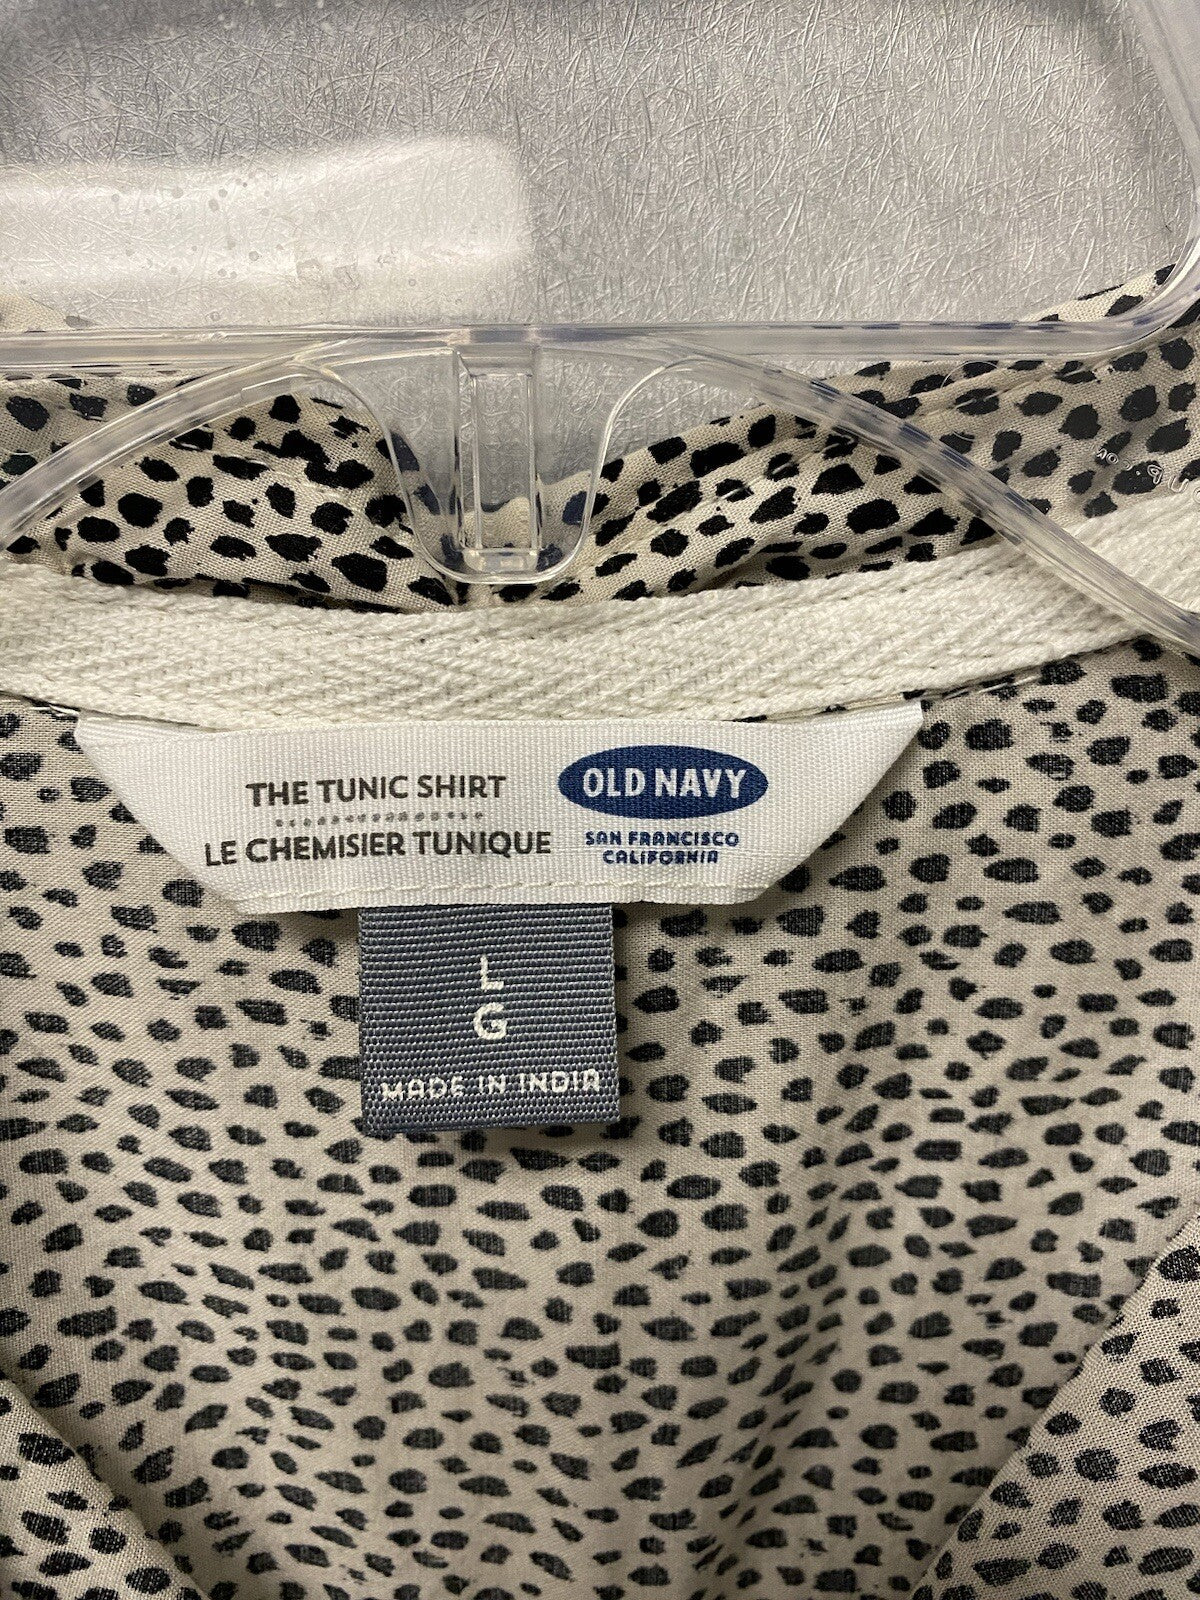 THE TUNIC SHIRT
LE CHEMISIER TUNIQUE
OLD NAVY
SAN FRANCISCO
CALIFORNIA
L
G
MADE IN INDIA